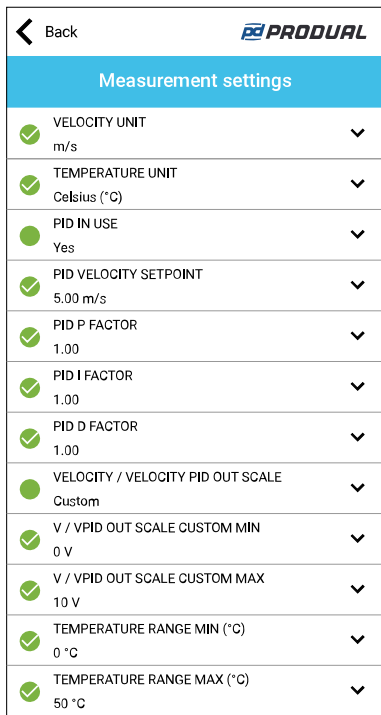 Back
pd PRODUAL
Measurement settings
VELOCITY UNIT
m/s
TEMPERATURE UNIT
Celsius (°C)
PID IN USE
Yes
PID VELOCITY SETPOINT
5.00 m/s
PID P FACTOR
1.00
PID I FACTOR
1.00
PID D FACTOR
1.00
VELOCITY / VELOCITY PID OUT SCALE
Custom
V / VPID OUT SCALE CUSTOM MIN
0 V
V / VPID OUT SCALE CUSTOM MAX
10 V
TEMPERATURE RANGE MIN (°C)
0 °C
TEMPERATURE RANGE MAX (°C)
50 °C